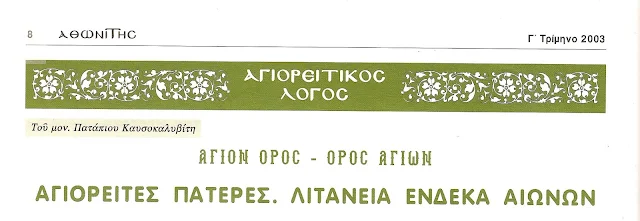 8 ΑΘΩΝΙΤΗΣ Γ΄ Τρίμηνο 2003
ΑΓΙΟΡΕΙΤΙΚΟΣ
ΛΟΓΟΣ
Τοῦ μον. Πατάπιου Καυσοκαλυβίτη
ΑΓΙΟΝ ΟΡΟΣ - ΟΡΟΣ ΑΓΙΩΝ
ΑΓΙΟΡΕΙΤΕΣ ΠΑΤΕΡΕΣ. ΛΙΤΑΝΕΙΑ ΕΝΔΕΚΑ ΑΙΩΝΩΝ